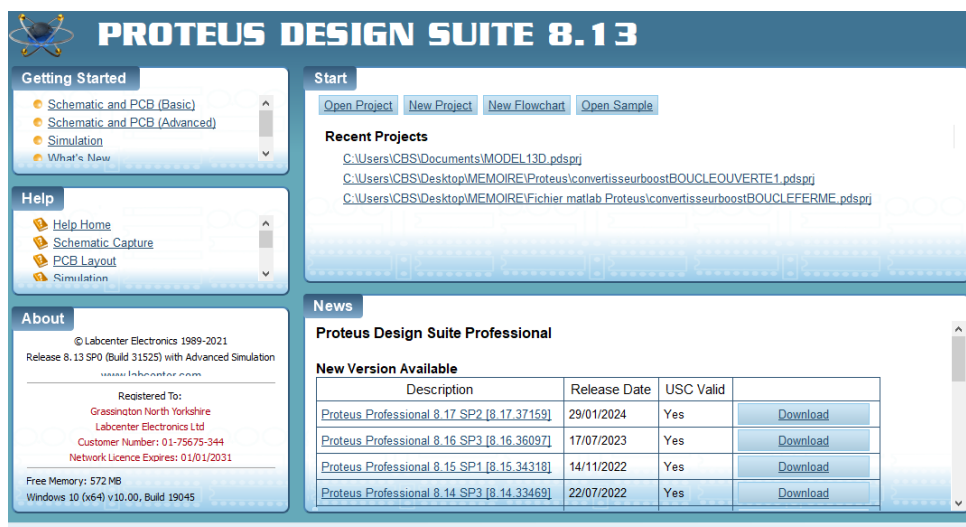 PROTEUS DESIGN SUITE 8.13
Getting Started
Schematic and PCB (Basic)
Schematic and PCB (Advanced)
Simulation
What's New
Help
Help Home
Schematic Capture
PCB Layout
Simulation
About
© Labcenter Electronics 1989-2021
Release 8.13 SP0 (Build 31525) with Advanced Simulation
www.labcenter.com
Registered To:
Grassington North Yorkshire
Labcenter Electronics Ltd
Customer Number: 01-75675-344
Network Licence Expires: 01/01/2031
Free Memory: 572 MB
Windows 10 (x64) v10.00, Build 19045
Start
Open Project New Project New Flowchart Open Sample
Recent Projects
C:\Users\CBS\Documents\MODEL13D.pdsprj
C:\Users\CBS\Desktop\MEMOIRE\Proteus\convertisseurboostBOUCLEOUVERTE1.pdsprj
C:\Users\CBS\Desktop\MEMOIRE\Fichier matlab Proteus\convertisseurboostBOUCLEFERME.pdsprj
News
Proteus Design Suite Professional
New Version Available
Description Release Date USC Valid
Proteus Professional 8.17 SP2 [8.17.37159] 29/01/2024 Yes Download
Proteus Professional 8.16 SP3 [8.16.36097] 17/07/2023 Yes Download
Proteus Professional 8.15 SP1 [8.15.34318] 14/11/2022 Yes Download
Proteus Professional 8.14 SP3 [8.14.33469] 22/07/2022 Yes Download